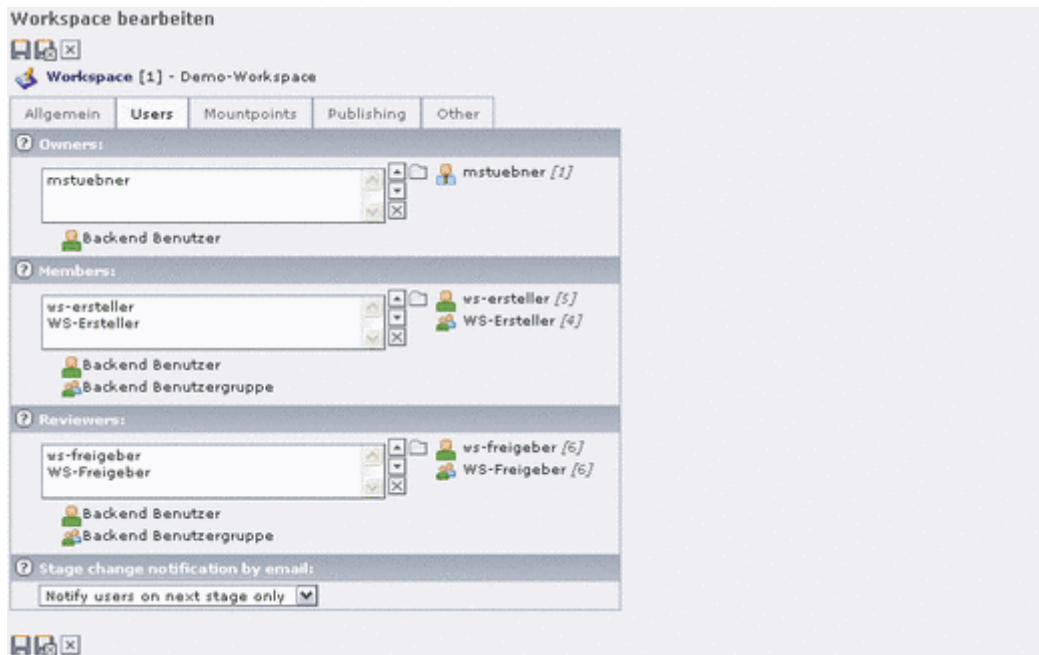 Workspace bearbeiten
Workspace [1] - Demo-Workspace
Allgemein Users Mountpoints Publishing Other
Owners:
mstuebner
mstuebner [1]
Backend Benutzer
Members:
ws-ersteller
WS-Ersteller
ws-ersteller [5]
WS-Ersteller [4]
Backend Benutzer
Backend Benutzergruppe
Reviewers:
ws-freigeber
WS-Freigeber
ws-freigeber [6]
WS-Freigeber [6]
Backend Benutzer
Backend Benutzergruppe
Stage change notification by email:
Notify users on next stage only